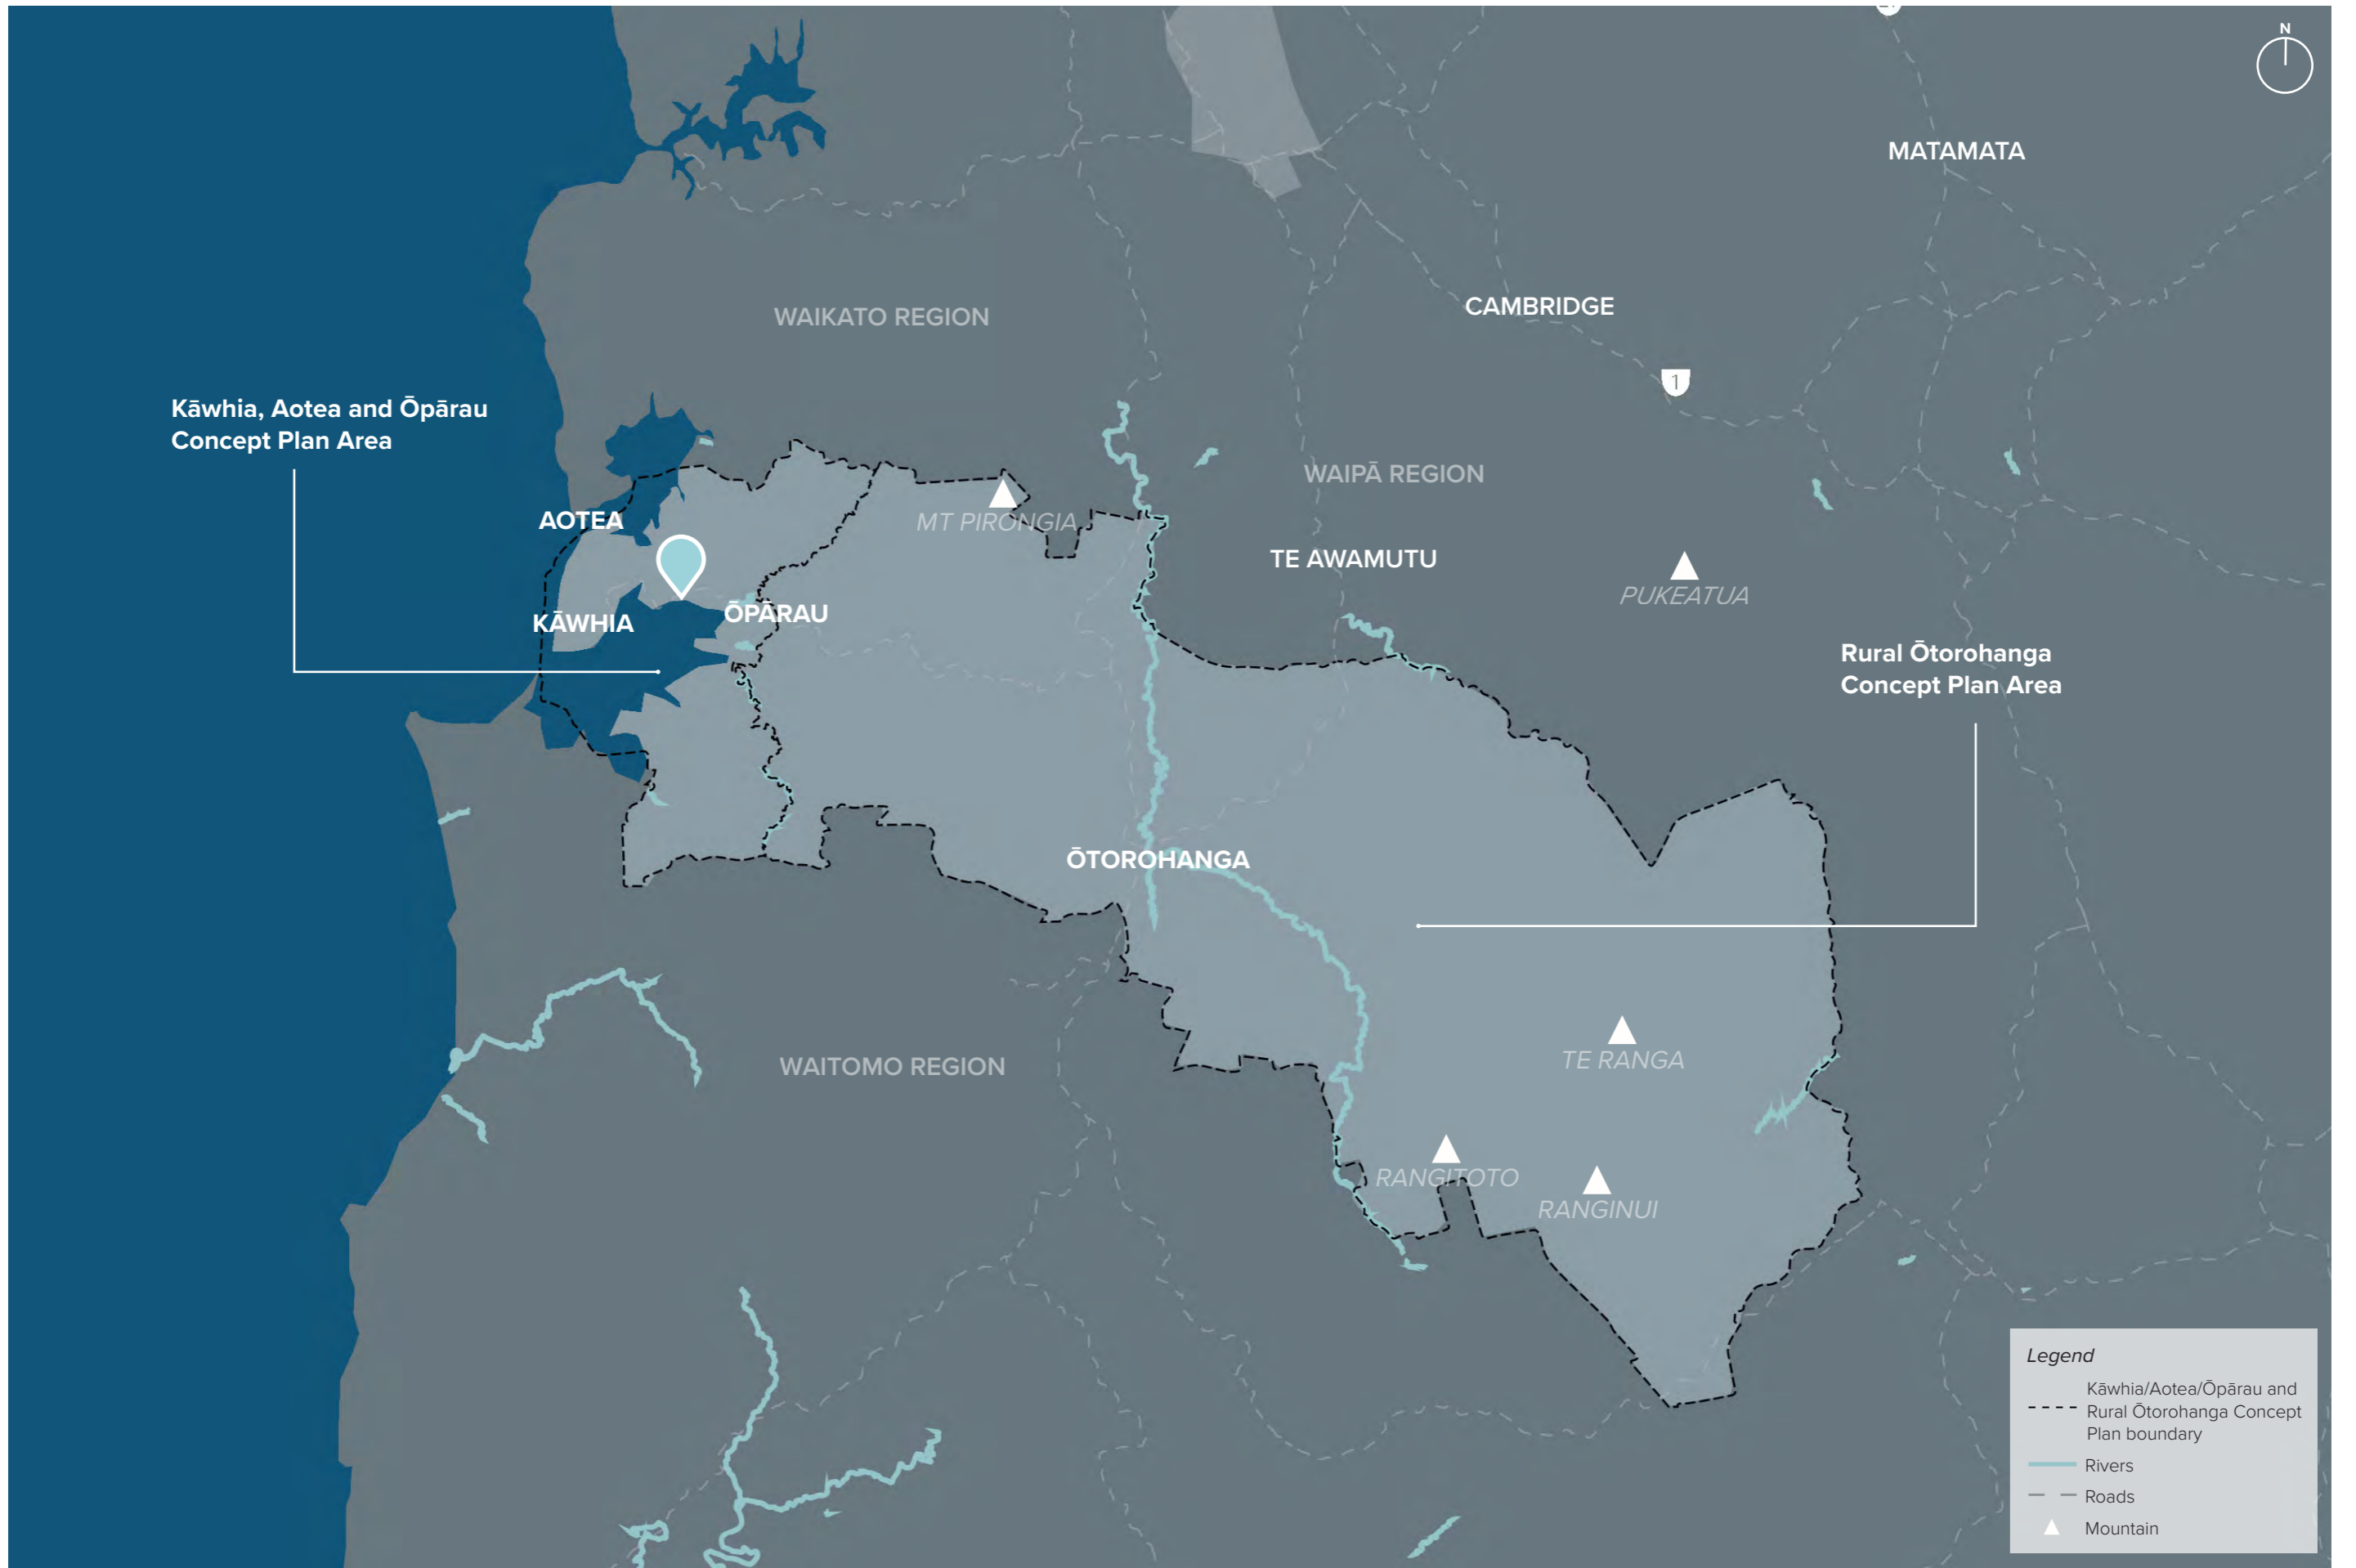 N
MATAMATA
CAMBRIDGE
WAIKATO REGION
1
Kāwhia, Aotea and Ōpārau
Concept Plan Area
WAIPĀ REGION
AOTEA
MT PIRONGIA
TE AWAMUTU
PUKEATUA
KĀWHIA
ŌPĀRAU
Rural Ōtorohanga
Concept Plan Area
ŌTOROHANGA
WAITOMO REGION
TE RANGA
RANGITOTO
RANGINUI
Legend
Kāwhia/Aotea/Ōpārau and
Rural Ōtorohanga Concept
Plan boundary
Rivers
Roads
Mountain